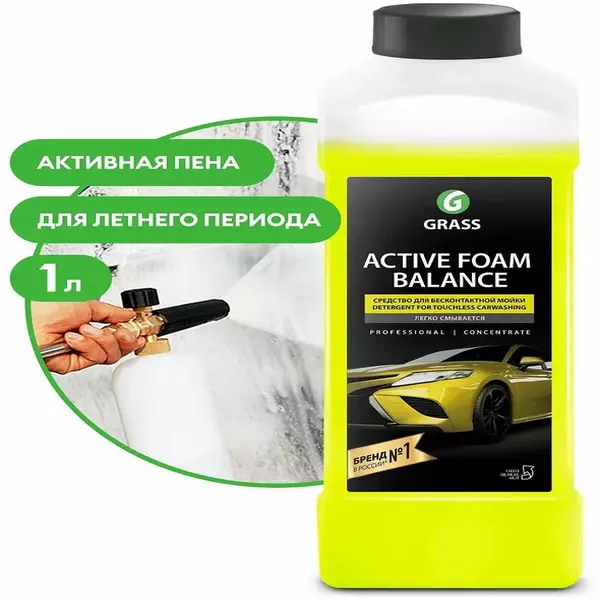 АКТИВНАЯ ПЕНА
ДЛЯ ЛЕТНЕГО ПЕРИОДА
1 л
G
GRASS
ACTIVE FOAM
BALANCE
СРЕДСТВО ДЛЯ БЕСКОНТАКТНОЙ МОЙКИ
DETERGENT FOR TOUCHLESS CARWASHING
ЛЕГКО СМЫВАЕТСЯ
PROFESSIONAL | CONCENTRATE
БРЕНД №1
В РОССИИ*